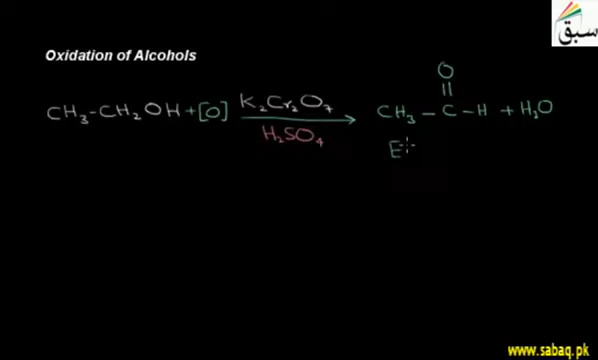 سبق
Oxidation of Alcohols
CH₃-CH₂OH + [O] K₂Cr₂O₇ H₂SO₄ → CH₃ - C - H + H₂O
O
E
www.sabaq.pk